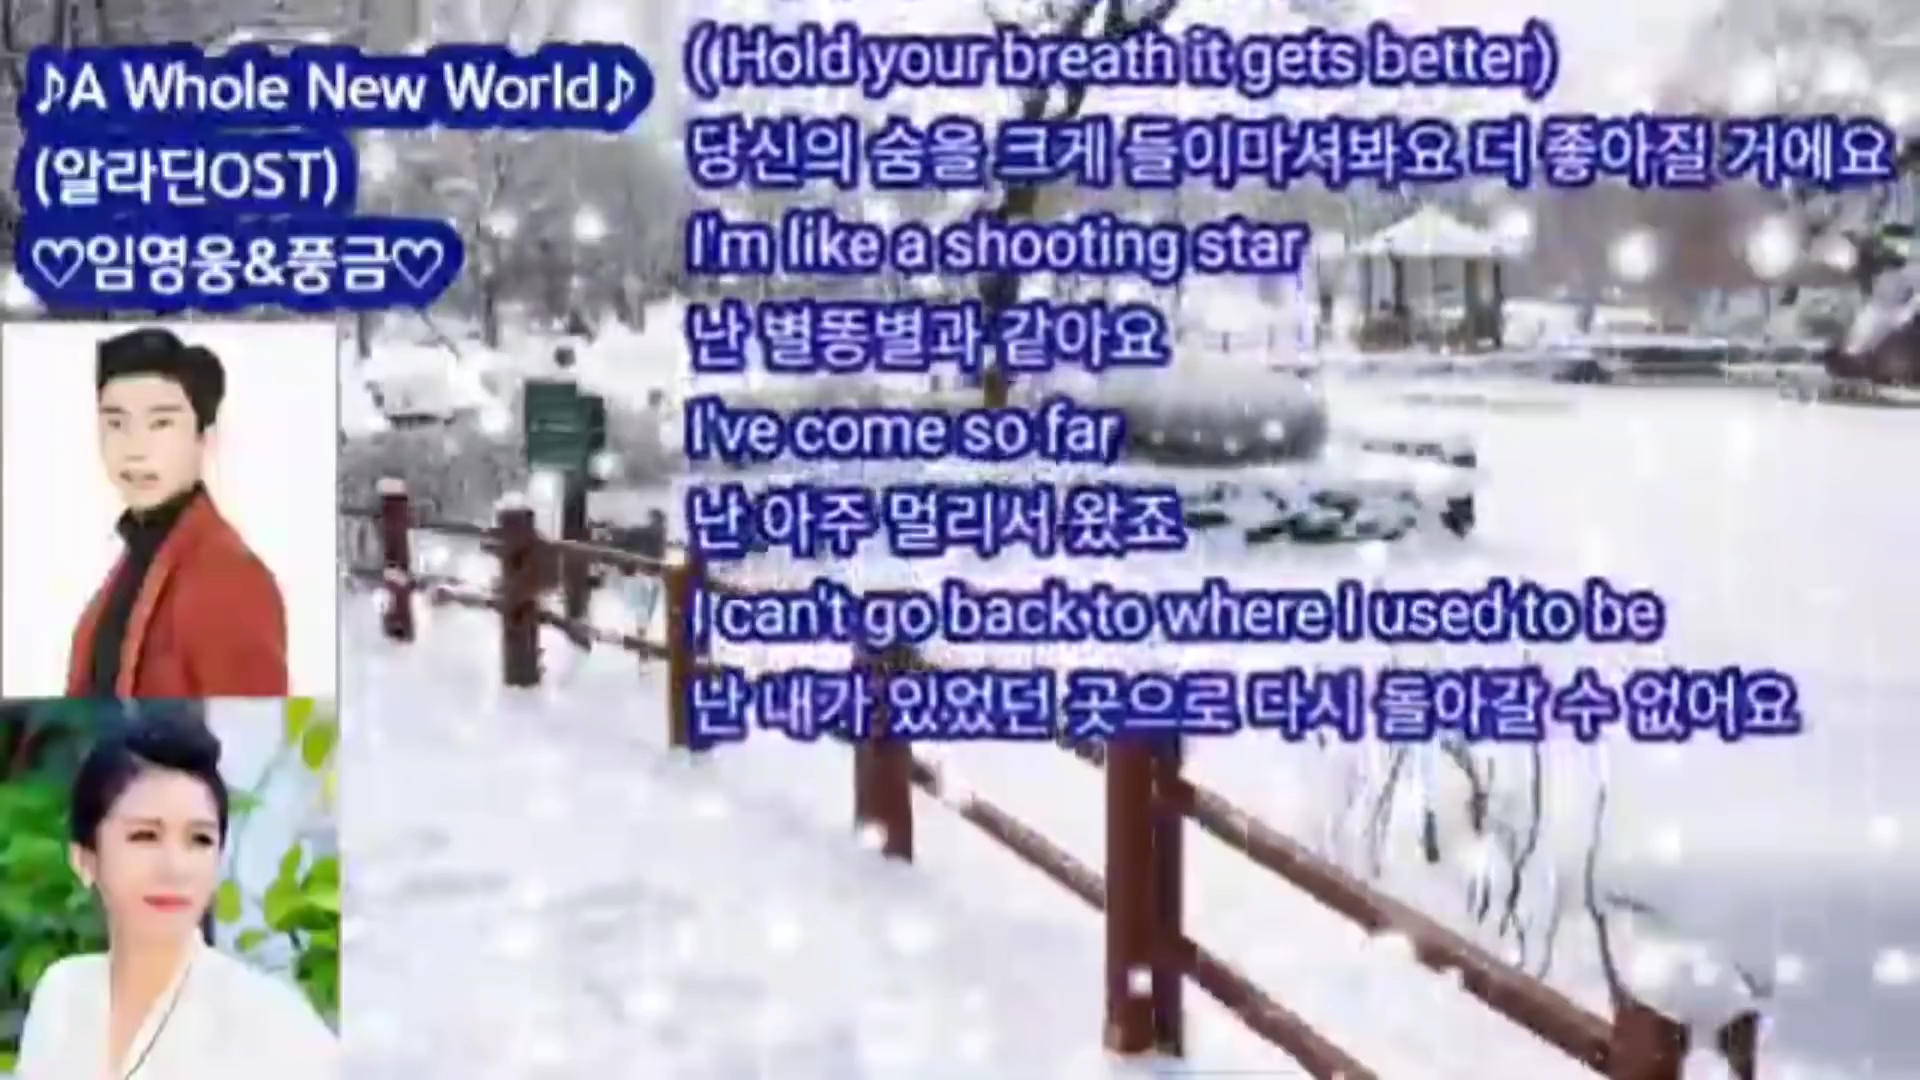 ♪A Whole New World♪
(알라딘OST)
♡임영웅&풍금♡
((Hold your breath it gets better)
당신의 숨을 크게 들이마셔봐요 더 좋아질 거에요
I'm like a shooting star
난 별똥별과 같아요
I've come so far
난 아주 멀리서 왔죠
I can't go back to where I used to be
난 내가 있었던 곳으로 다시 돌아갈 수 없어요